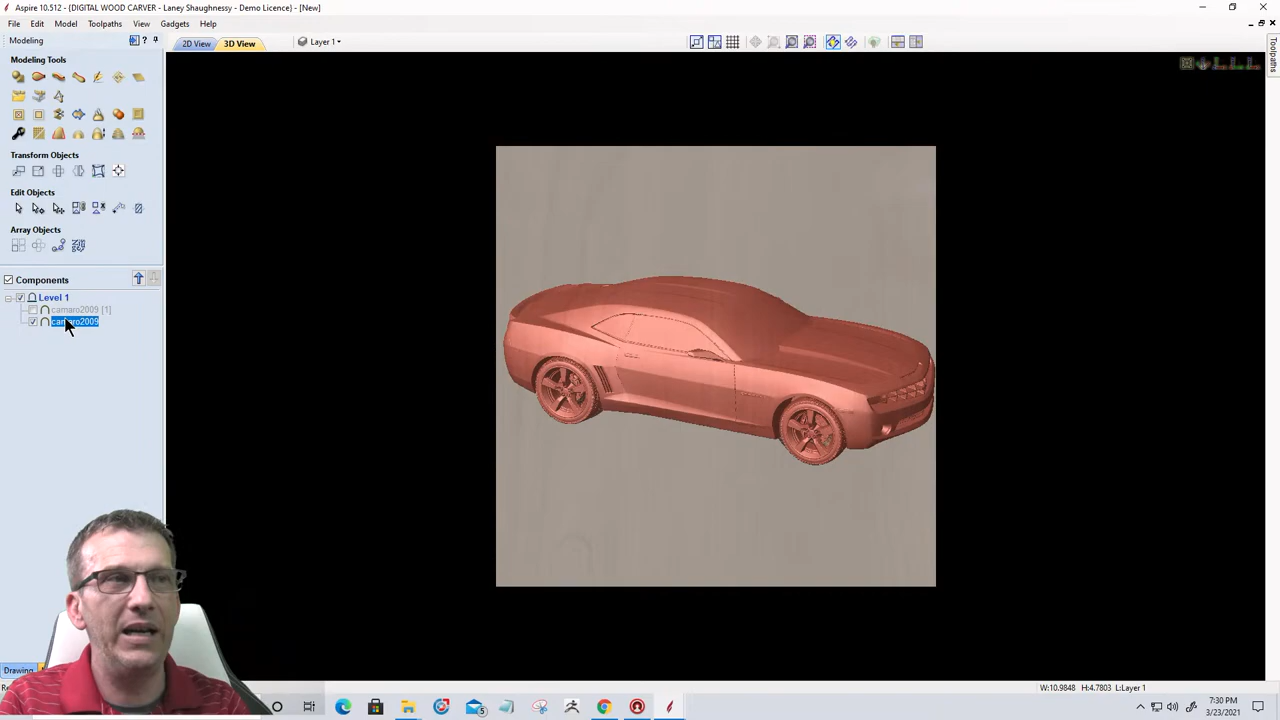 Aspire 10.512 - (DIGITAL WOOD CARVER - Laney Shaughnessy - Demo Licence) - [New]
File Edit Model Toolpaths View Gadgets Help
Modeling
2D View 3D View Layer 1
Toolpaths
Modeling Tools
Transform Objects
Edit Objects
Array Objects
Components
Level 1
camaro2009 [1]
camaro2009
Drawing
W:10.9848 H:4.7803 L:Layer 1
5
7:30 PM
3/23/2021